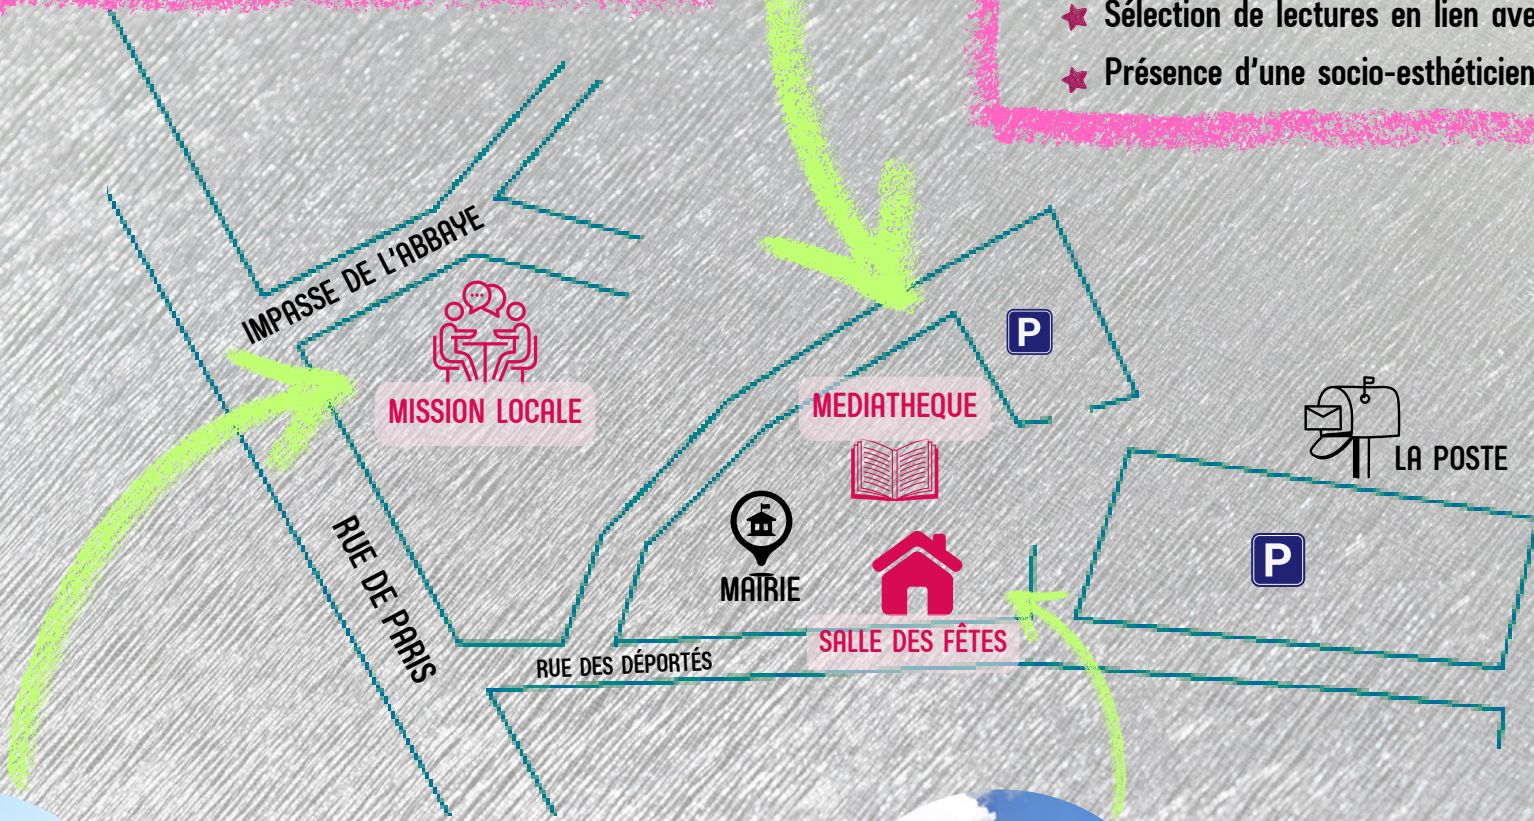 Sélection de lectures en lien ave
Présence d'une socio-esthéticien
IMPASSE DE L'ABBAYE
P
MISSION LOCALE
MEDIATHEQUE
LA POSTE
RUE DE PARIS
P
MAIRIE
SALLE DES FÊTES
RUE DES DÉPORTÉS